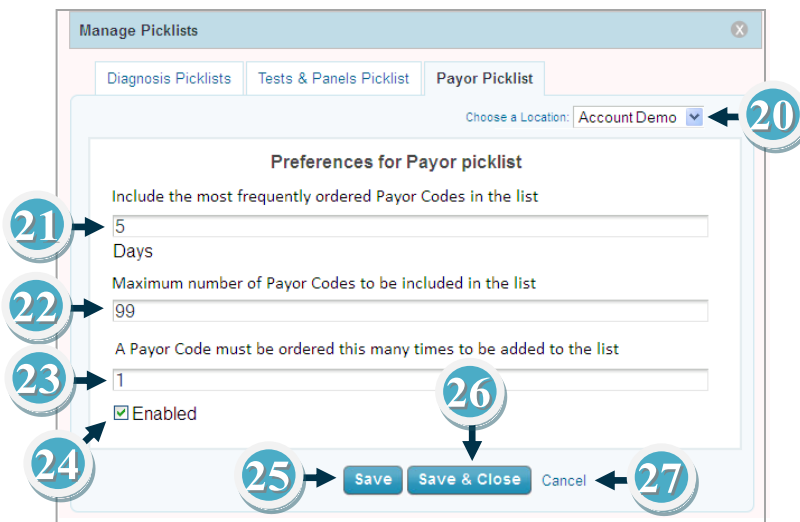 Manage Picklists
Diagnosis Picklists Tests & Panels Picklist Payor Picklist
Choose a Location: Account Demo 20
Preferences for Payor picklist
Include the most frequently ordered Payor Codes in the list
21 5
Days
Maximum number of Payor Codes to be included in the list
22 99
A Payor Code must be ordered this many times to be added to the list
23 1
26
Enabled
24 25 Save Save & Close Cancel 27